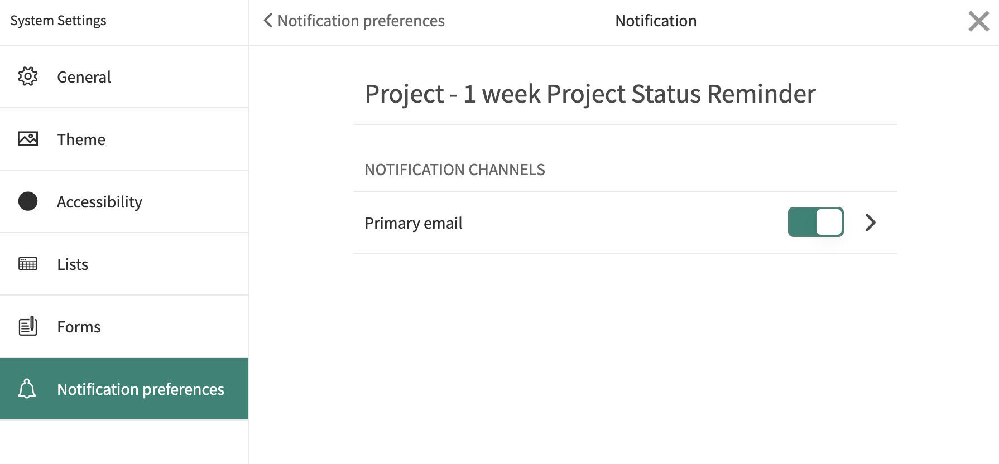 System Settings
General
Theme
Accessibility
Lists
Forms
Notification preferences
Notification preferences
Notification
Project - 1 week Project Status Reminder
NOTIFICATION CHANNELS
Primary email